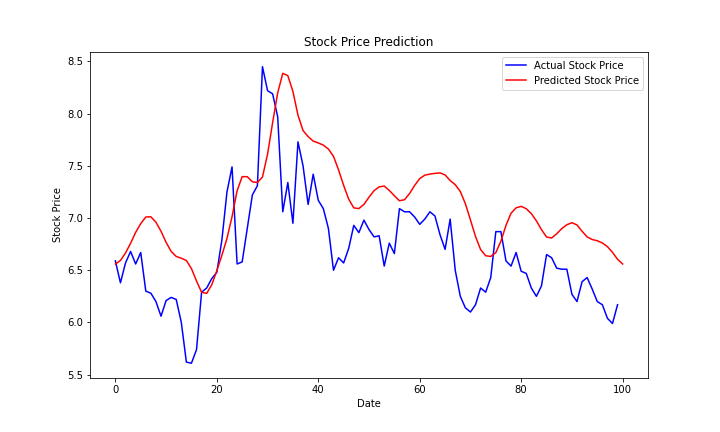 Stock Price Prediction
Actual Stock Price
Predicted Stock Price
Stock Price
8.5
8.0
7.5
7.0
6.5
6.0
5.5
0 20 40 60 80 100
Date